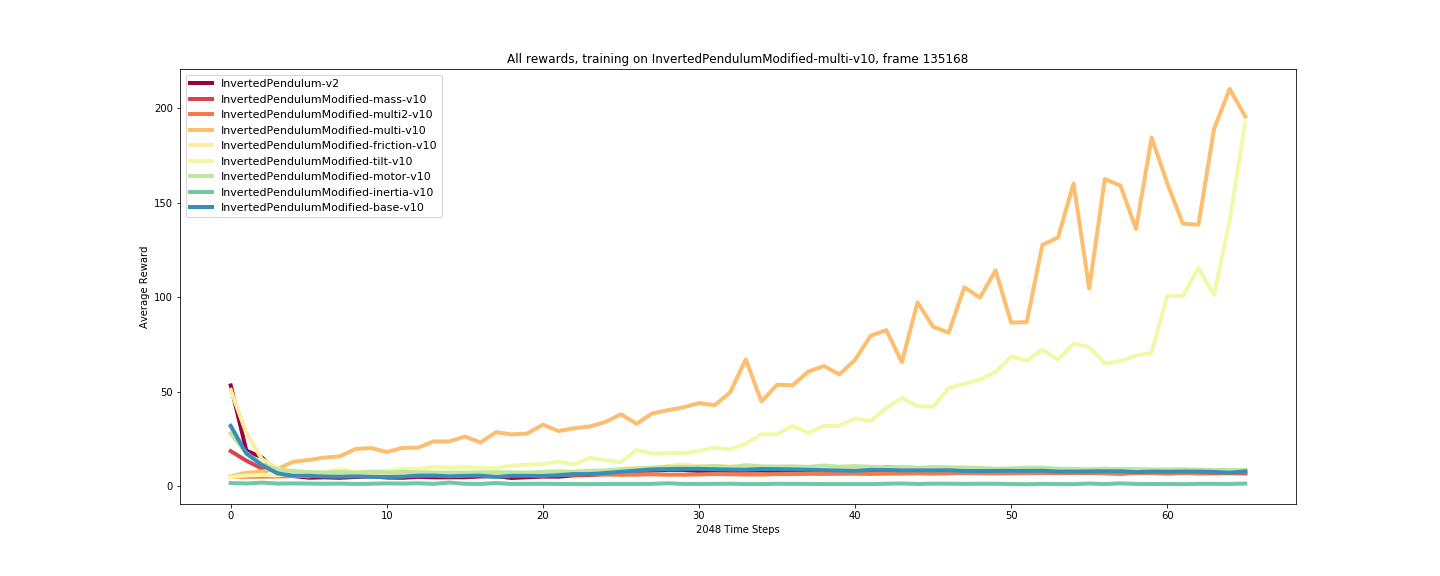 All rewards, training on InvertedPendulumModified-multi-v10, frame 135168
InvertedPendulum-v2
InvertedPendulumModified-mass-v10
InvertedPendulumModified-multi2-v10
InvertedPendulumModified-multi-v10
InvertedPendulumModified-friction-v10
InvertedPendulumModified-tilt-v10
InvertedPendulumModified-motor-v10
InvertedPendulumModified-inertia-v10
InvertedPendulumModified-base-v10
200
150
100
50
0
Average Reward
0 10 20 30 40 50 60
2048 Time Steps